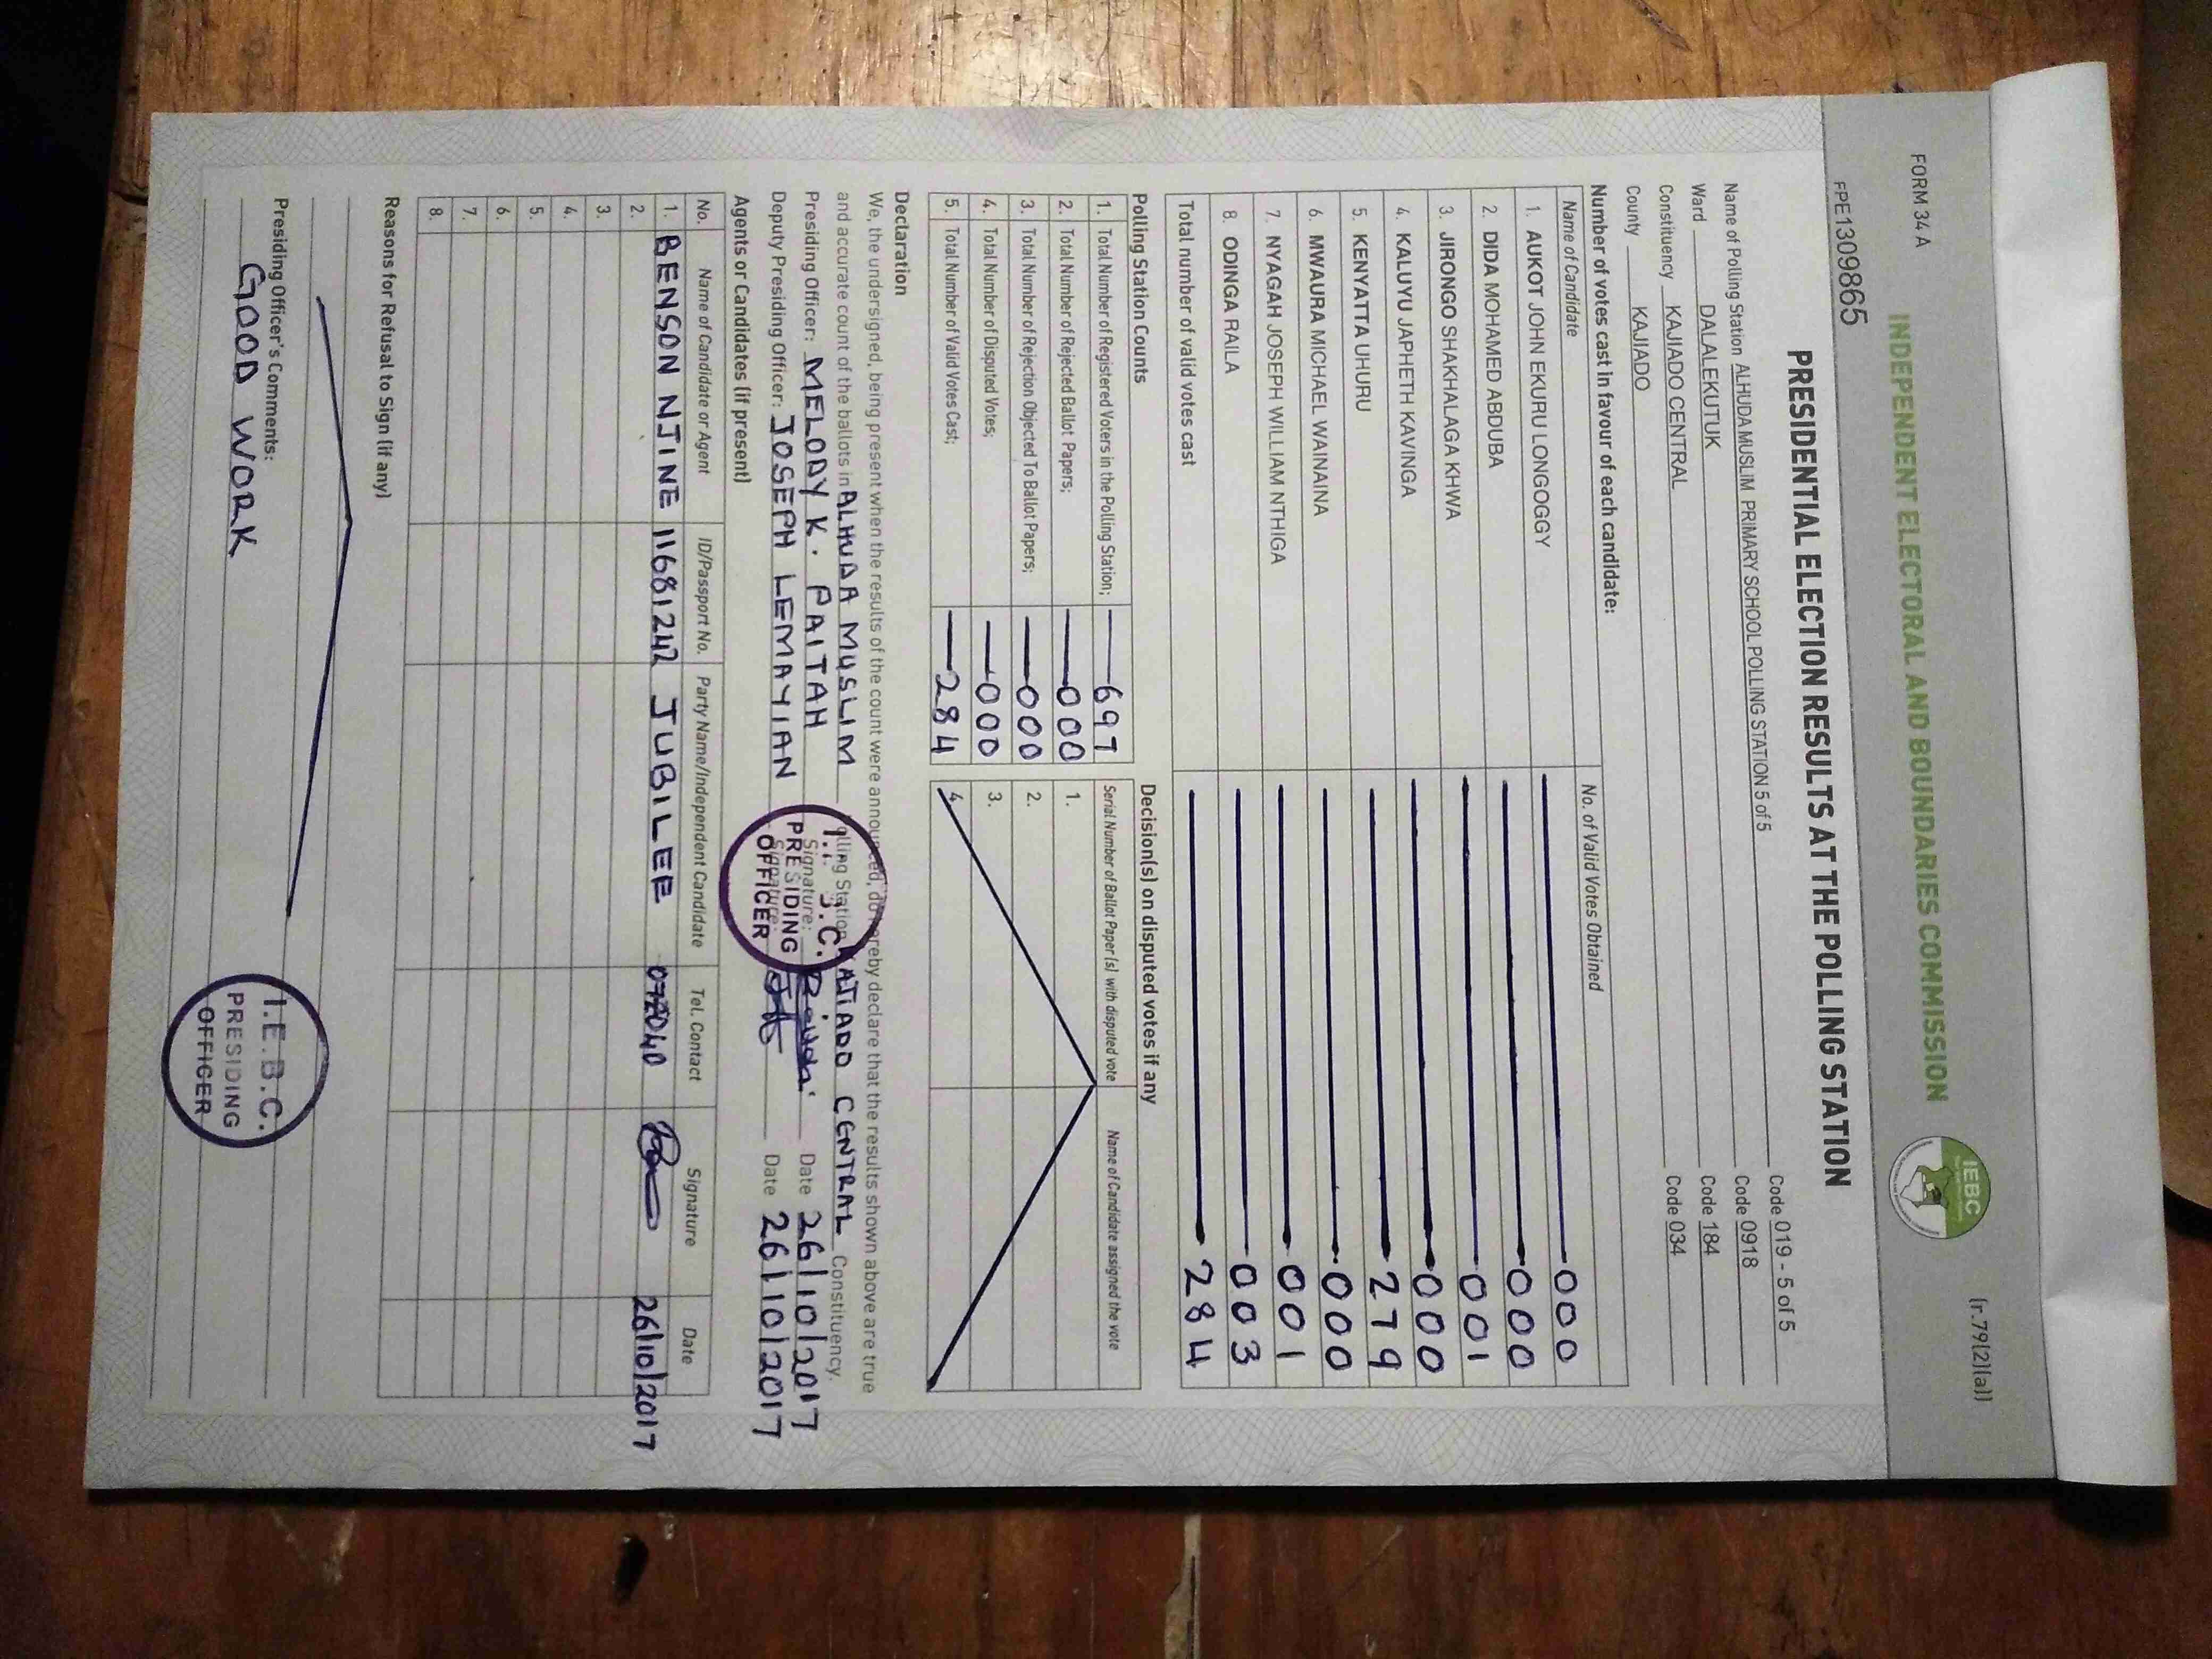 FORM 34 A
(r.79(2)(a))
INDEPENDENT ELECTORAL AND BOUNDARIES COMMISSION
IEBC
FPE1309865
PRESIDENTIAL ELECTION RESULTS AT THE POLLING STATION
Name of Polling Station ALHUDA MUSLIM PRIMARY SCHOOL POLLING STATION 5 of 5 Code 019 - 5 of 5
Ward DALALEKUTUK Code 0918
Constituency KAJIADO CENTRAL Code 184
County KAJIADO Code 034
Number of votes cast in favour of each candidate:
Name of Candidate No. of Valid Votes Obtained
1. AUKOT JOHN EKURU LONGOGGY 000
2. DIDA MOHAMED ABDUBA 000
3. JIRONGO SHAKHALAGA KHWA 001
4. KALUYU JAPHETH KAVINGA 000
5. KENYATTA UHURU 279
6. MWAURA MICHAEL WAINAINA 000
7. NYAGAH JOSEPH WILLIAM NTHIGA 001
8. ODINGA RAILA 003
Total number of valid votes cast 284
Polling Station Counts
1. Total Number of Registered Voters in the Polling Station; 697
2. Total Number of Rejected Ballot Papers; 000
3. Total Number of Rejection Objected To Ballot Papers; 000
4. Total Number of Disputed Votes; 000
5. Total Number of Valid Votes Cast; 284
Decision(s) on disputed votes if any
Serial Number of Ballot Paper (s) with disputed vote Name of Candidate assigned the vote
1.
2.
3.
4.
Declaration
We, the undersigned, being present when the results of the count were announced, do hereby declare that the results shown above are true
and accurate count of the ballots in ALHUDA MUSLIM Polling Station KAJIADO CENTRAL Constituency.
Presiding Officer: MELODY K. PAITAH Signature: Date 26/10/2017
Deputy Presiding Officer: JOSEPH LEMAYIAN Signature: Date 26/10/2017
PRESIDING
OFFICER
Agents or Candidates (if present)
No. Name of Candidate or Agent ID/Passport No. Party Name/Independent Candidate Tel. Contact Signature Date
1. BENSON NJINE 11681242 JUBILEE 072040 26/10/2017
2.
3.
4.
5.
6.
7.
8.
Reasons for Refusal to Sign (if any)
Presiding Officer's Comments:
GOOD WORK
I.E.B.C.
PRESIDING
OFFICER